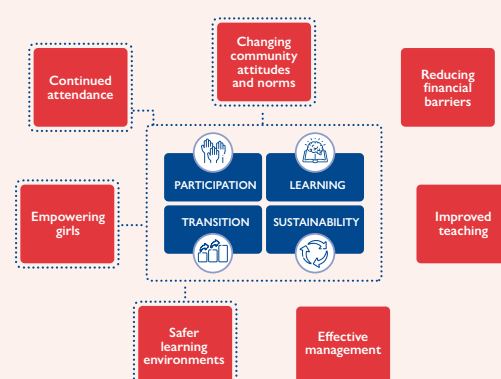 Changing
community
attitudes
and norms
Continued
attendance
Reducing
financial
barriers
PARTICIPATION
LEARNING
Empowering
girls
TRANSITION
SUSTAINABILITY
Improved
teaching
Safer
learning
environments
Effective
management